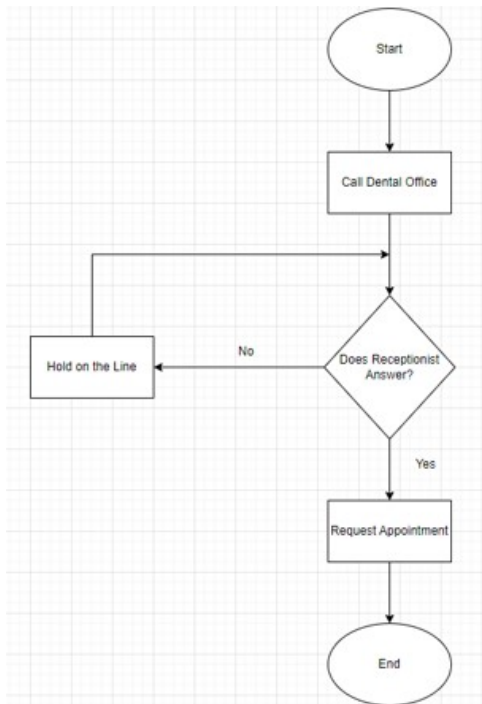 Start
Call Dental Office
Does Receptionist
Answer?
No
Hold on the Line
Yes
Request Appointment
End